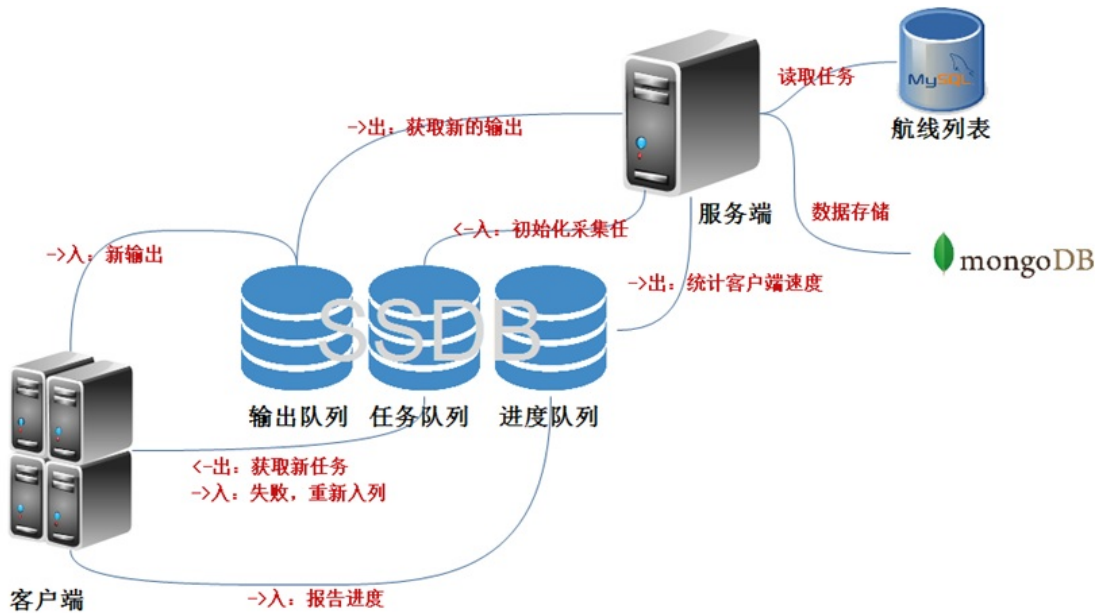 读取任务
MySQL
航线列表
->出：获取新的输出
服务端
数据存储
<-入：初始化采集任
->入：新输出
mongoDB
->出：统计客户端速度
SSDB
输出队列
任务队列
进度队列
<-出：获取新任务
->入：失败，重新入列
客户端
->入：报告进度